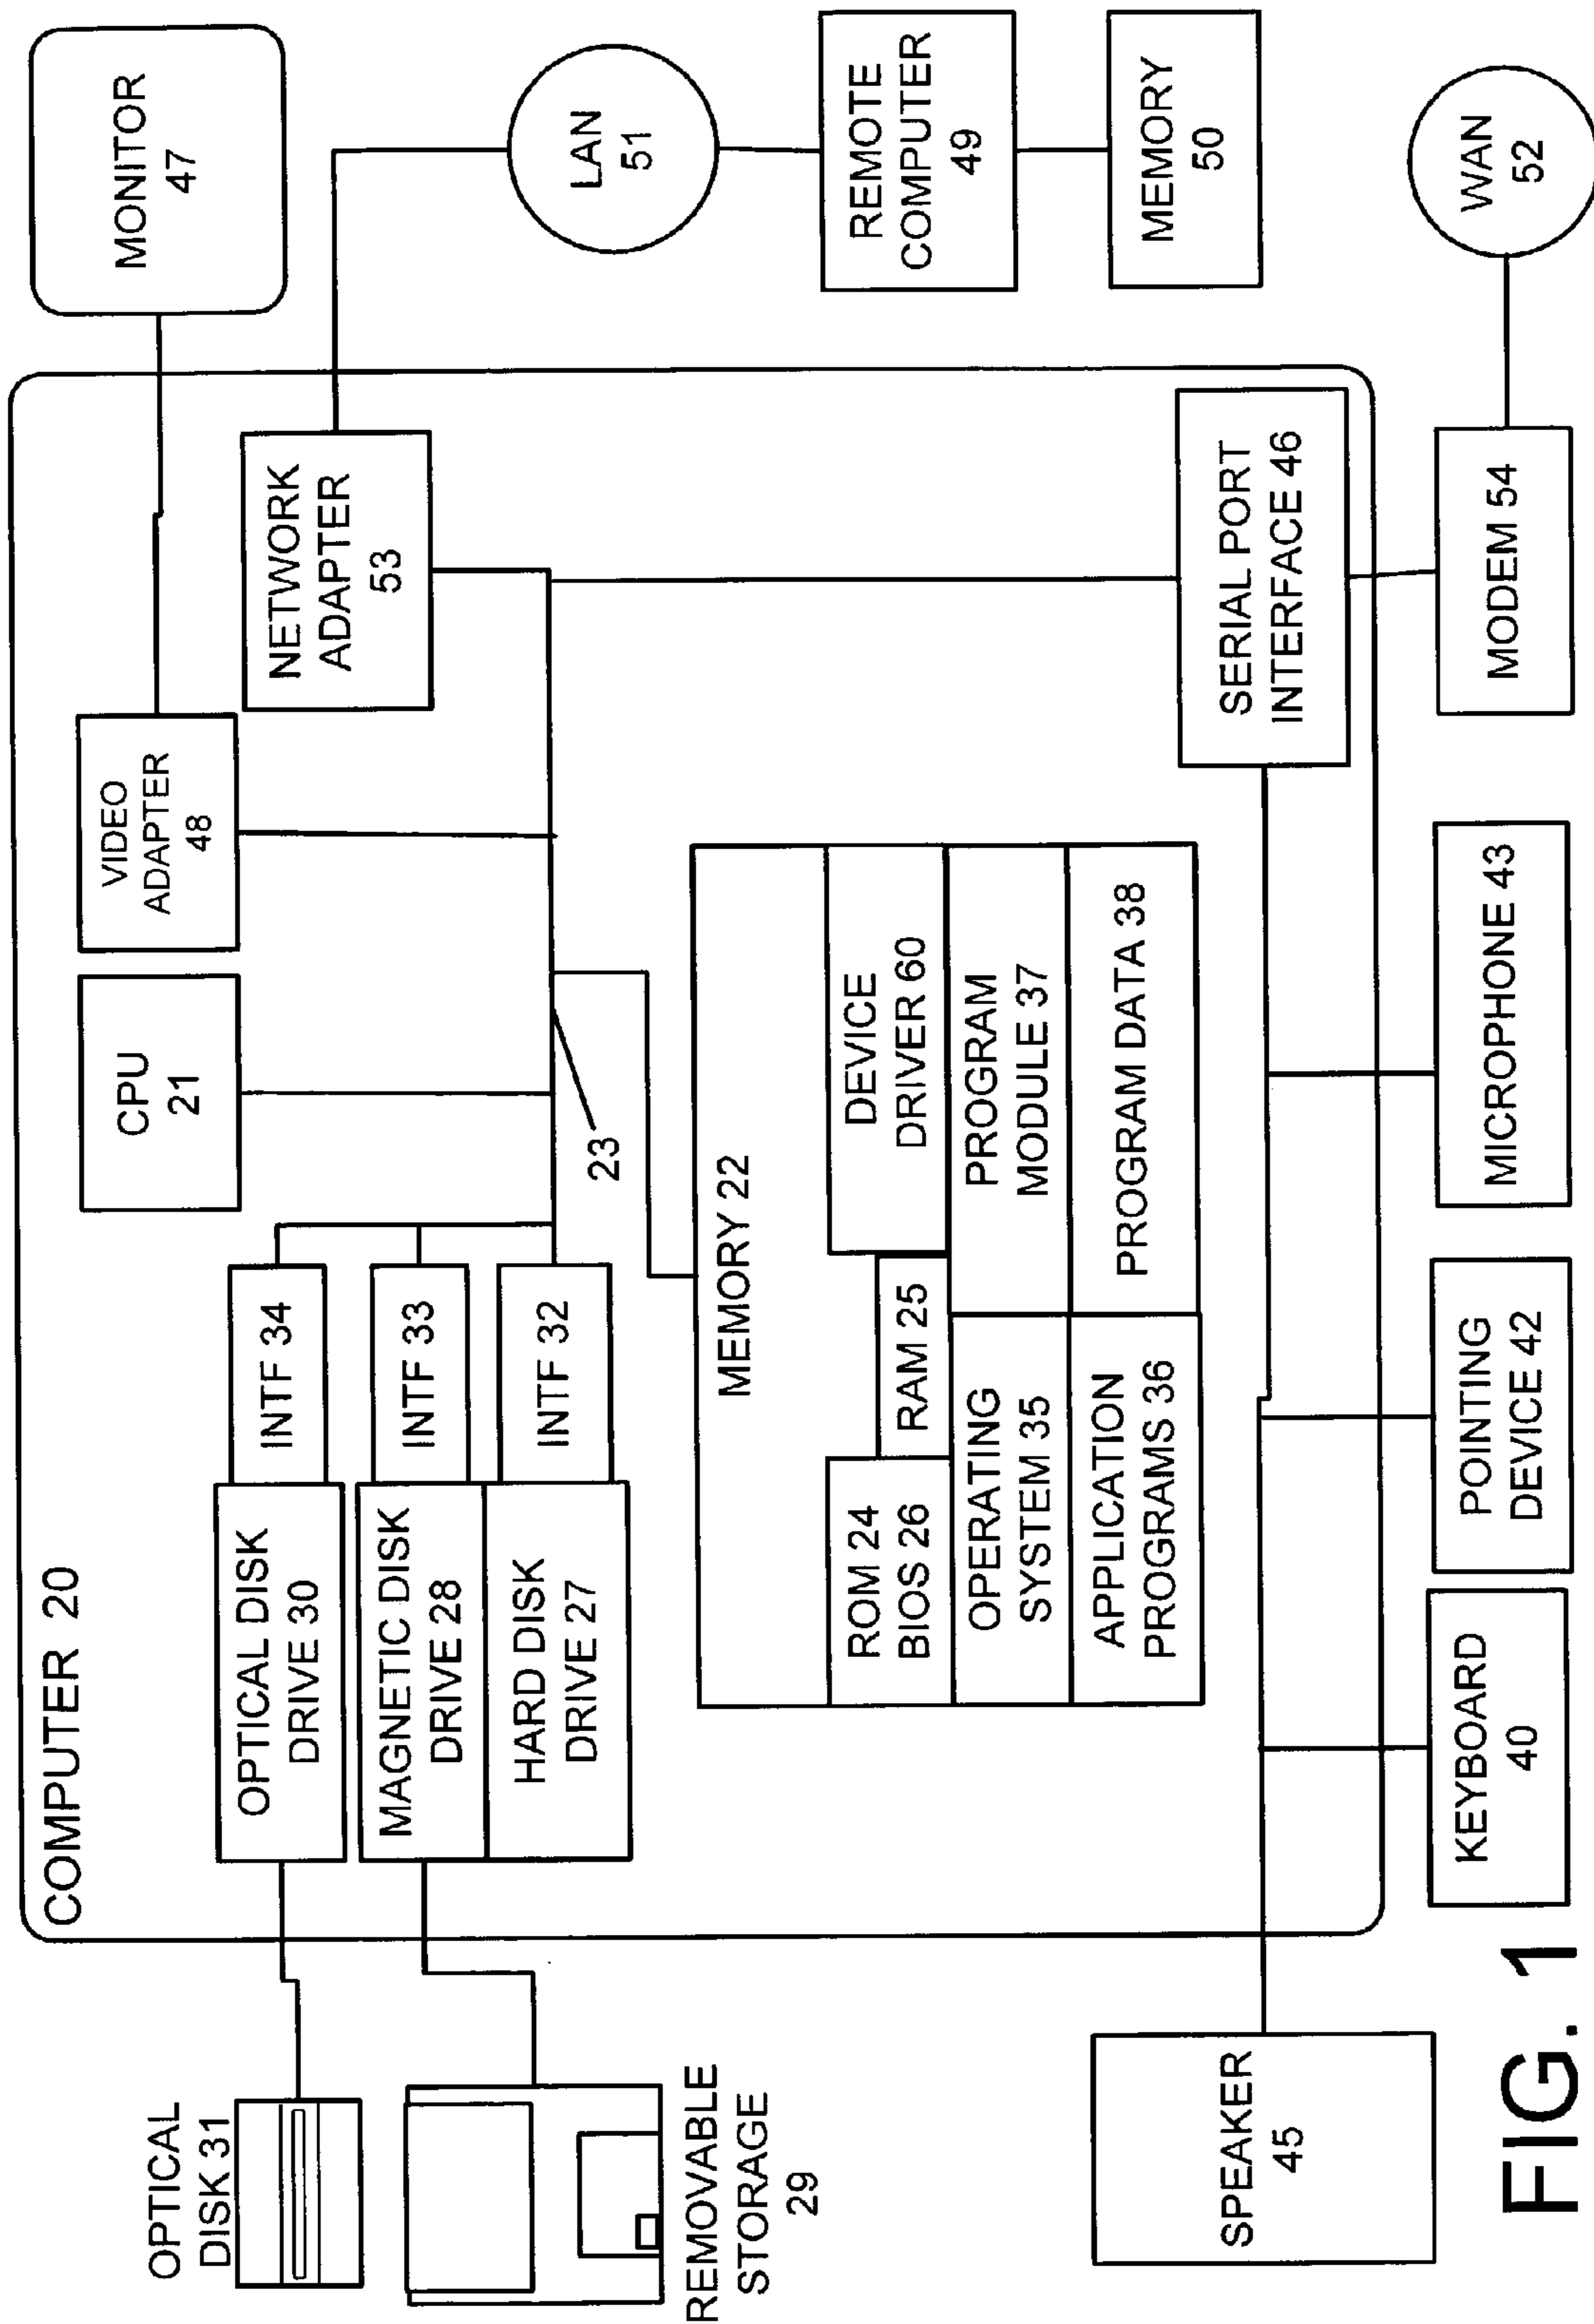 COMPUTER 20
OPTICAL
DISK 31
REMOVABLE
STORAGE
29
OPTICAL DISK
DRIVE 30
MAGNETIC DISK
DRIVE 28
HARD DISK
DRIVE 27
INTF 34
INTF 33
INTF 32
CPU
21
VIDEO
ADAPTER
48
MONITOR
47
NETWORK
ADAPTER
53
23
LAN
51
REMOTE
COMPUTER
49
MEMORY
50
MEMORY 22
ROM 24
BIOS 26
RAM 25
DEVICE
DRIVER 60
OPERATING
SYSTEM 35
PROGRAM
MODULE 37
APPLICATION
PROGRAMS 36
PROGRAM DATA 38
SERIAL PORT
INTERFACE 46
SPEAKER
45
KEYBOARD
40
POINTING
DEVICE 42
MICROPHONE 43
MODEM 54
WAN
52
FIG. 1